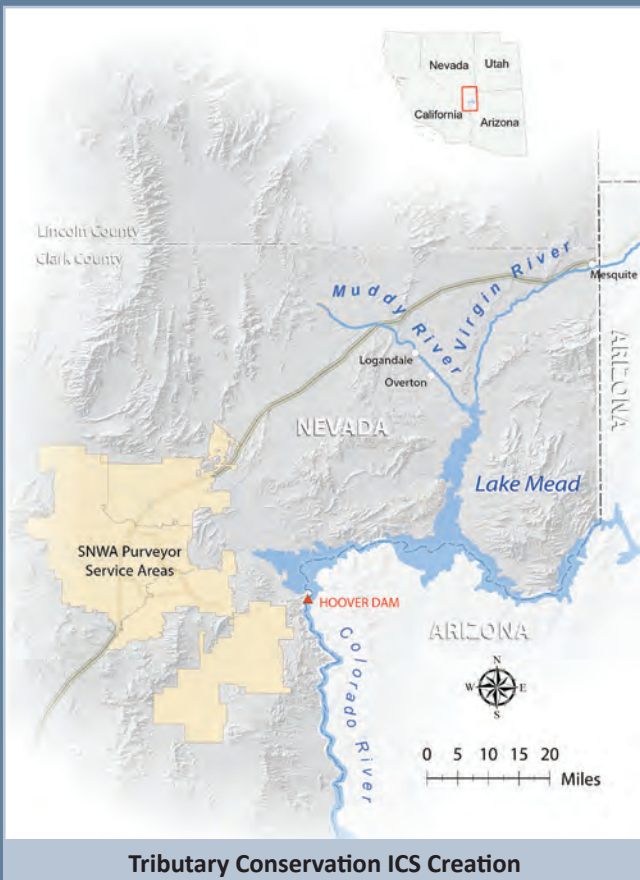 Nevada
Utah
California
Arizona
Lincoln County
Clark County
Mesquite
Muddy River
Virgin River
Logandale
Overton
ARIZONA
NEVADA
Lake Mead
SNWA Purveyor
Service Areas
HOOVER DAM
ARIZONA
Colorado River
N
W
E
S
0 5 10 15 20
Miles
Tributary Conservation ICS Creation